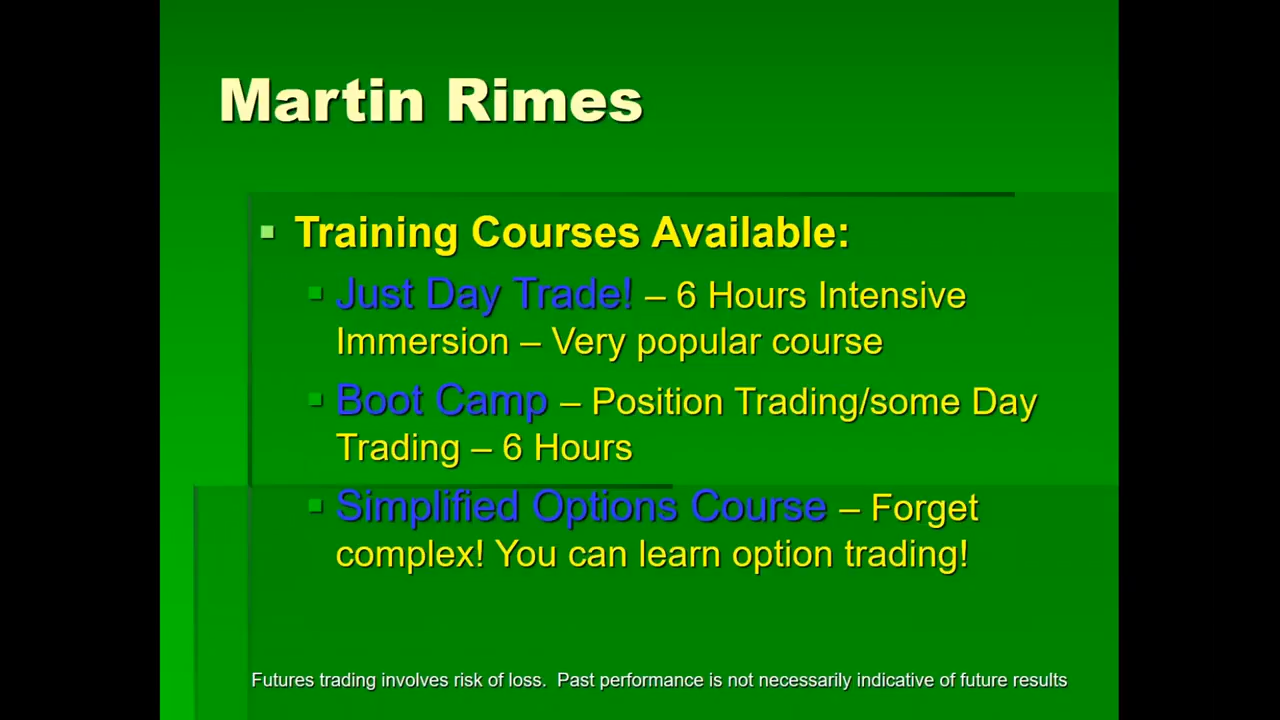 Martin Rimes
Training Courses Available:
Just Day Trade! – 6 Hours Intensive
Immersion – Very popular course
Boot Camp – Position Trading/some Day
Trading – 6 Hours
Simplified Options Course – Forget
complex! You can learn option trading!
Futures trading involves risk of loss.  Past performance is not necessarily indicative of future results